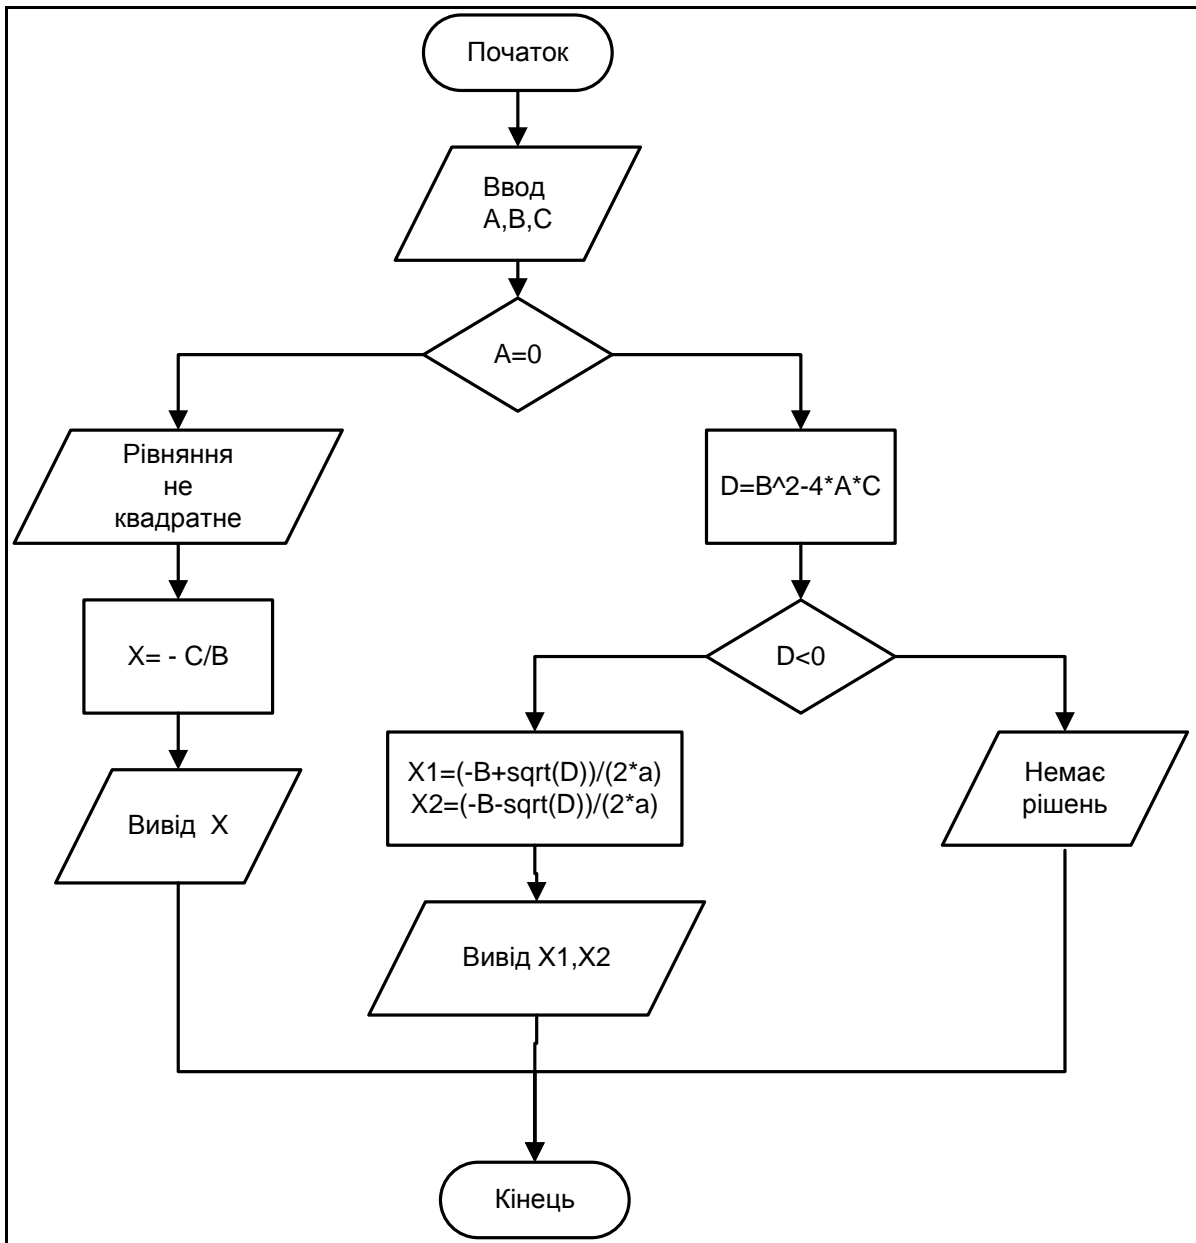 Початок
Ввод
A,B,C
A=0
Рівняння
не
квадратне
D=B^2-4*A*C
X= - C/B
D<0
X1=(-B+sqrt(D))/(2*a)
X2=(-B-sqrt(D))/(2*a)
Немає
рішень
Вивід X
Вивід X1,X2
Кінець